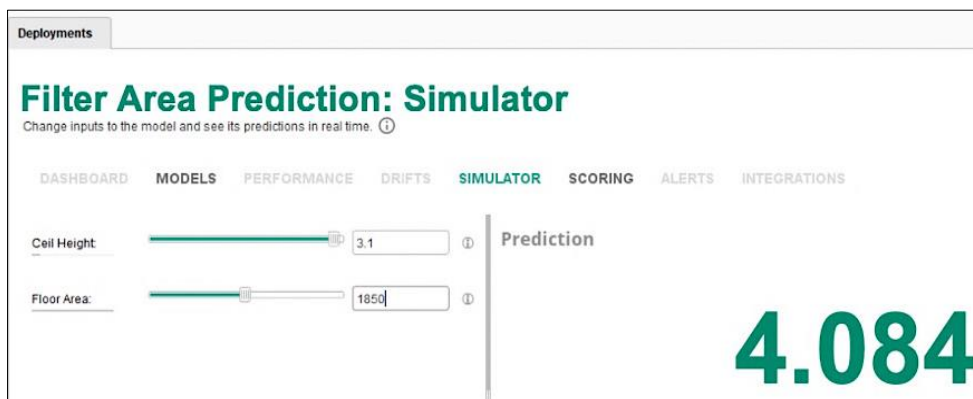 Deployments
Filter Area Prediction: Simulator
Change inputs to the model and see its predictions in real time.
DASHBOARD MODELS PERFORMANCE DRIFTS SIMULATOR SCORING ALERTS INTEGRATIONS
Ceil Height: 3.1 Prediction
Floor Area: 1850
4.084